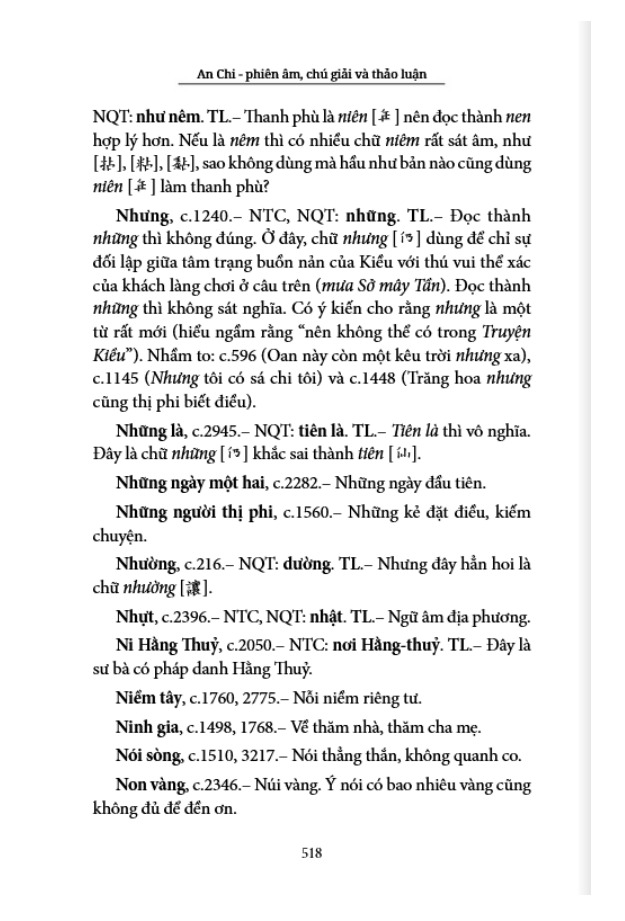 An Chi - phiên âm, chú giải và thảo luận
NQT: như nêm. TL.– Thanh phù là niên [年] nên đọc thành nen
hợp lý hơn. Nếu là nêm thì có nhiều chữ niêm rất sát âm, như
[拈], [粘], [黏], sao không dùng mà hầu như bản nào cũng dùng
niên [年] làm thanh phù?
Nhưng, c.1240.– NTC, NQT: những. TL.– Đọc thành
những thì không đúng. Ở đây, chữ nhưng [仍] dùng để chỉ sự
đối lập giữa tâm trạng buồn nản của Kiều với thú vui thể xác
của khách làng chơi ở câu trên (mưa Sở mây Tần). Đọc thành
những thì không sát nghĩa. Có ý kiến cho rằng nhưng là một
từ rất mới (hiểu ngầm rằng “nên không thể có trong Truyện
Kiều”). Nhầm to: c.596 (Oan này còn một kêu trời nhưng xa),
c.1145 (Nhưng tôi có sá chi tôi) và c.1448 (Trăng hoa nhưng
cũng thị phi biết điều).
Những là, c.2945.– NQT: tiên là. TL.– Tiên là thì vô nghĩa.
Đây là chữ những [仍] khắc sai thành tiên [仙].
Những ngày một hai, c.2282.– Những ngày đầu tiên.
Những người thị phi, c.1560.– Những kẻ đặt điều, kiếm
chuyện.
Nhường, c.216.– NQT: dường. TL.– Nhưng đây hẳn hoi là
chữ nhường [讓].
Nhựt, c.2396.– NTC, NQT: nhật. TL.– Ngữ âm địa phương.
Ni Hằng Thuỷ, c.2050.– NTC: nơi Hằng-thuỷ. TL.– Đây là
sư bà có pháp danh Hằng Thuỷ.
Niềm tây, c.1760, 2775.– Nỗi niềm riêng tư.
Ninh gia, c.1498, 1768.– Về thăm nhà, thăm cha mẹ.
Nói sòng, c.1510, 3217.– Nói thẳng thắn, không quanh co.
Non vàng, c.2346.– Núi vàng. Ý nói có bao nhiêu vàng cũng
không đủ để đền ơn.
518